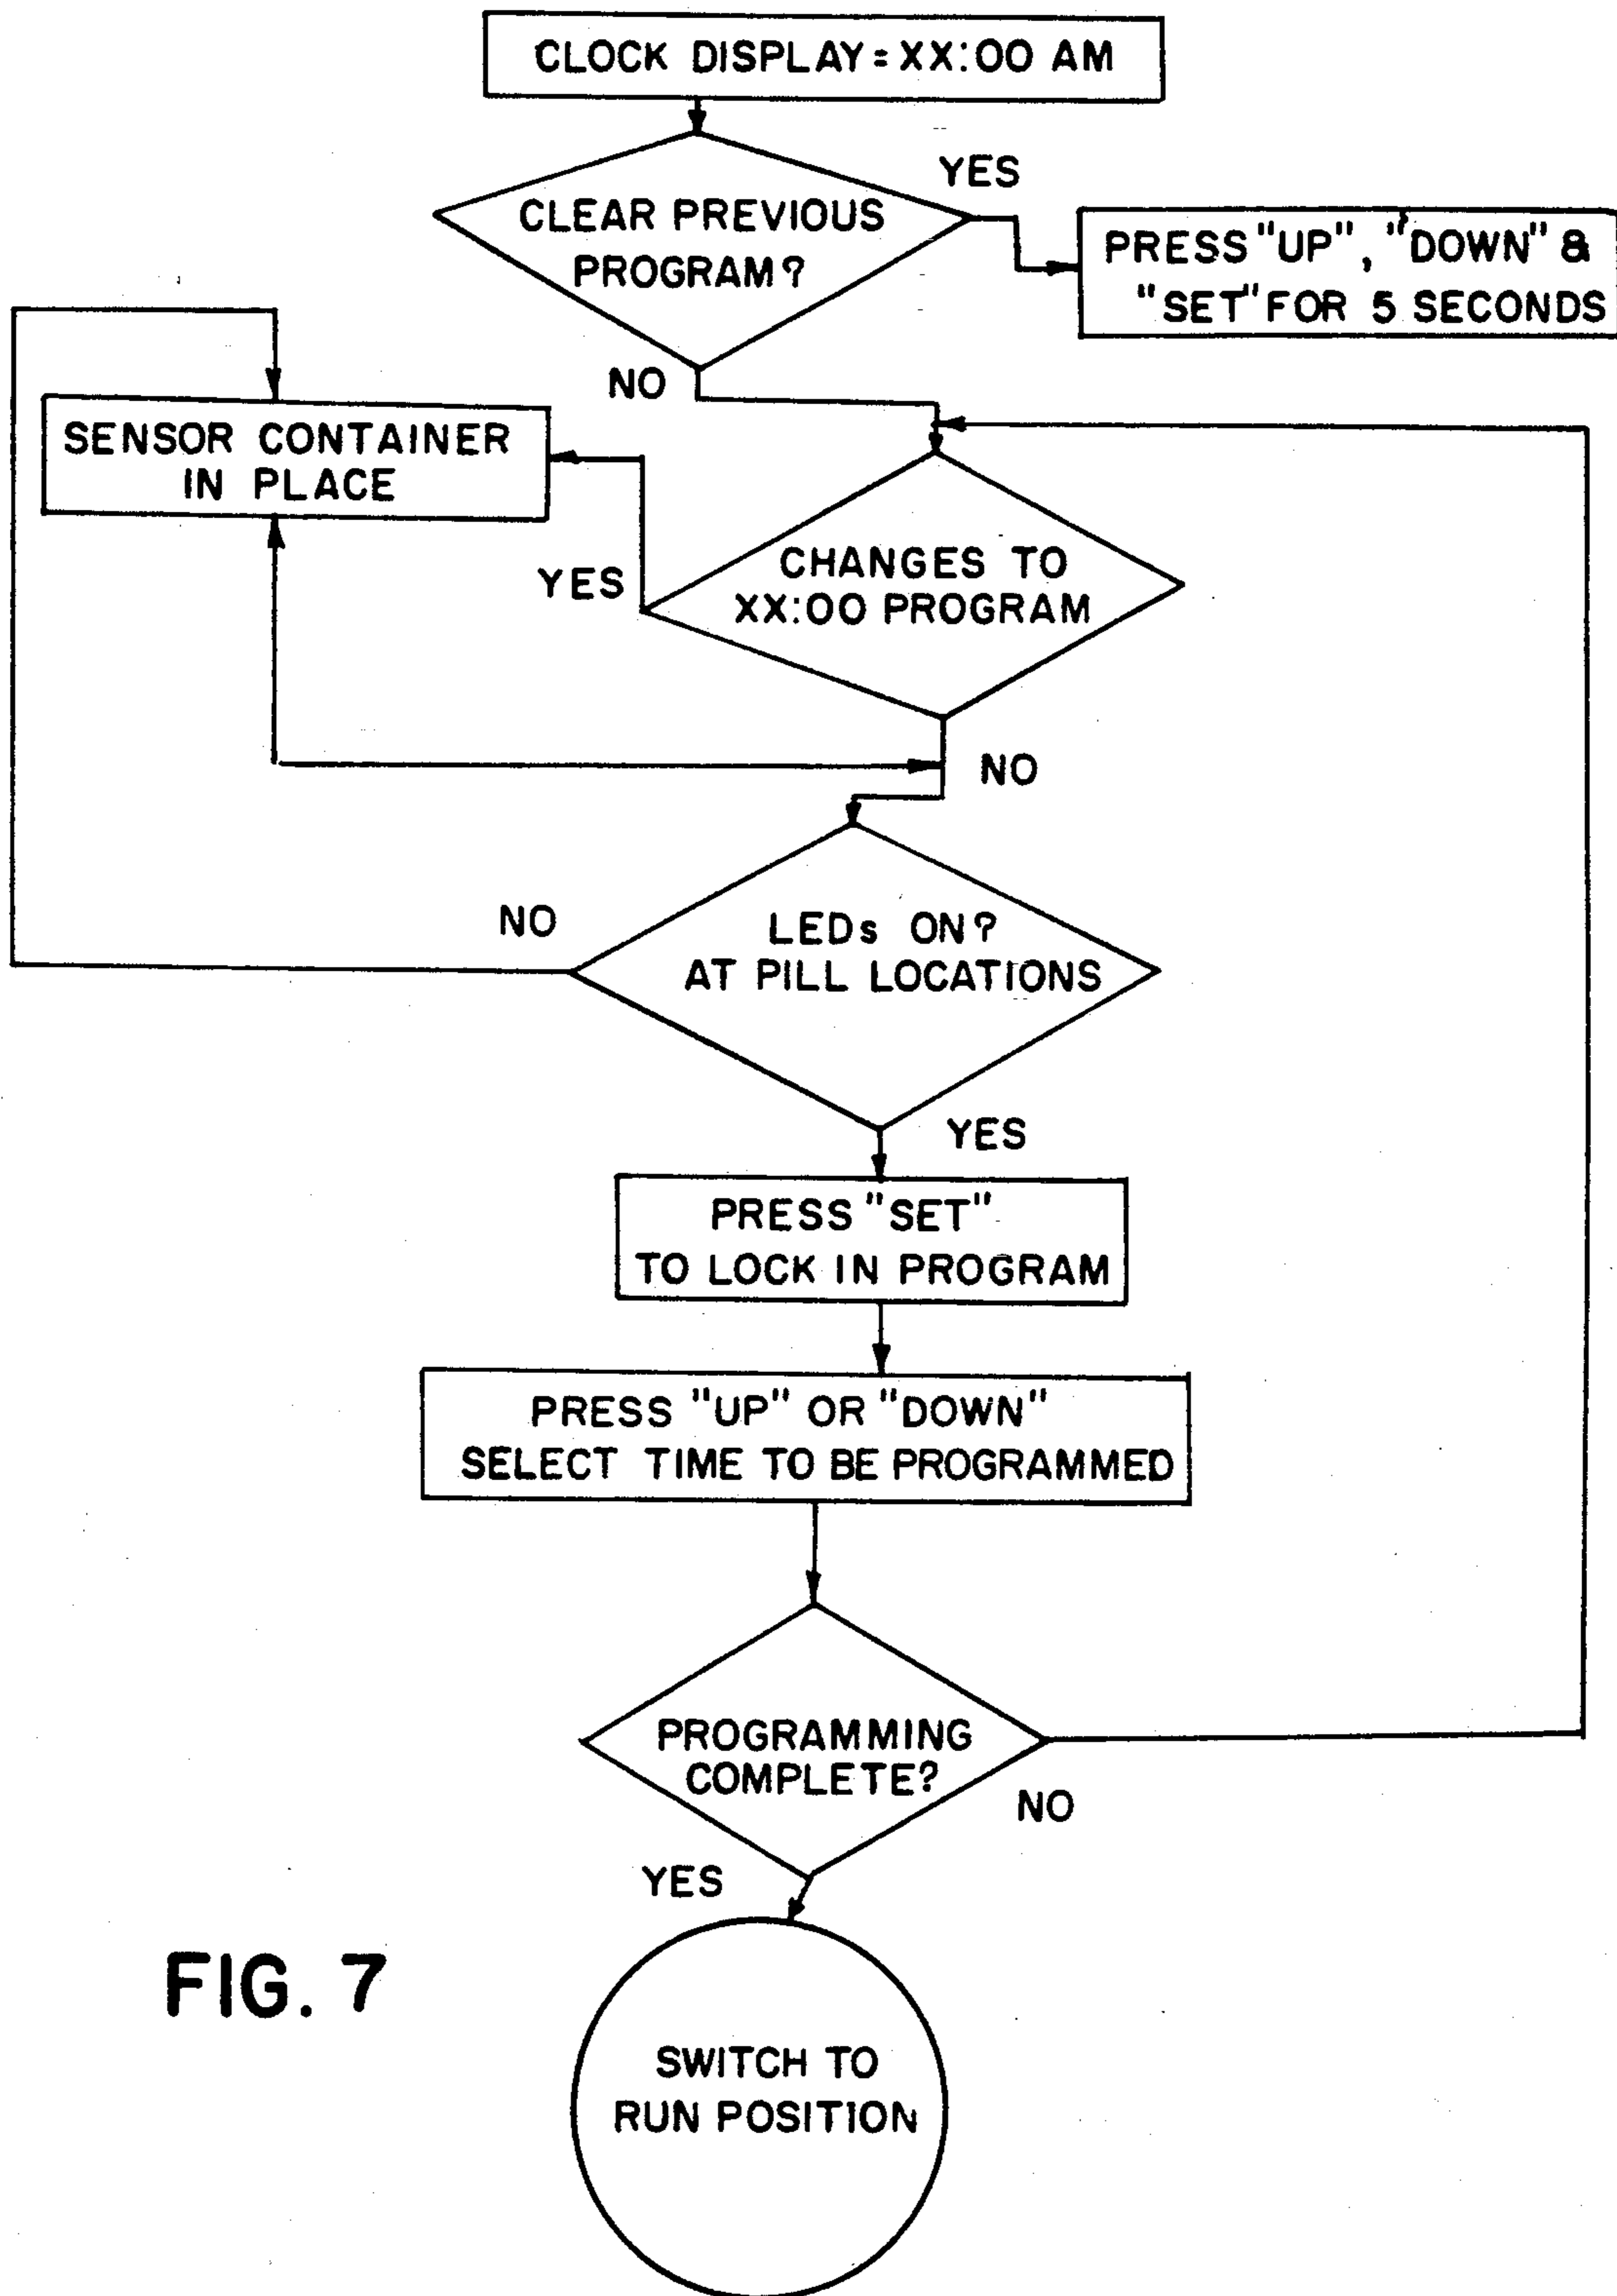 CLOCK DISPLAY = XX:00 AM
YES
CLEAR PREVIOUS
PROGRAM?
PRESS "UP", "DOWN" &
"SET" FOR 5 SECONDS
NO
SENSOR CONTAINER
IN PLACE
CHANGES TO
XX:00 PROGRAM
YES
NO
NO
LEDs ON?
AT PILL LOCATIONS
YES
PRESS "SET"
TO LOCK IN PROGRAM
PRESS "UP" OR "DOWN"
SELECT TIME TO BE PROGRAMMED
PROGRAMMING
COMPLETE?
NO
YES
FIG. 7
SWITCH TO
RUN POSITION